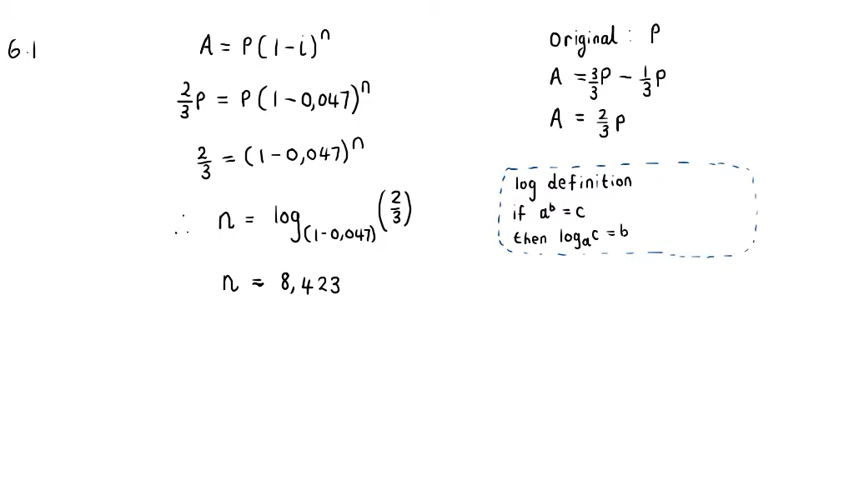 6.1
A = P(1-i)^n
2/3 P = P(1-0,047)^n
2/3 = (1-0,047)^n
∴ n = log_(1-0,047) (2/3)
n ≈ 8,423
Original : P
A = 3/3 P - 1/3 P
A = 2/3 P
log definition
if a^b = c
then log_a c = b